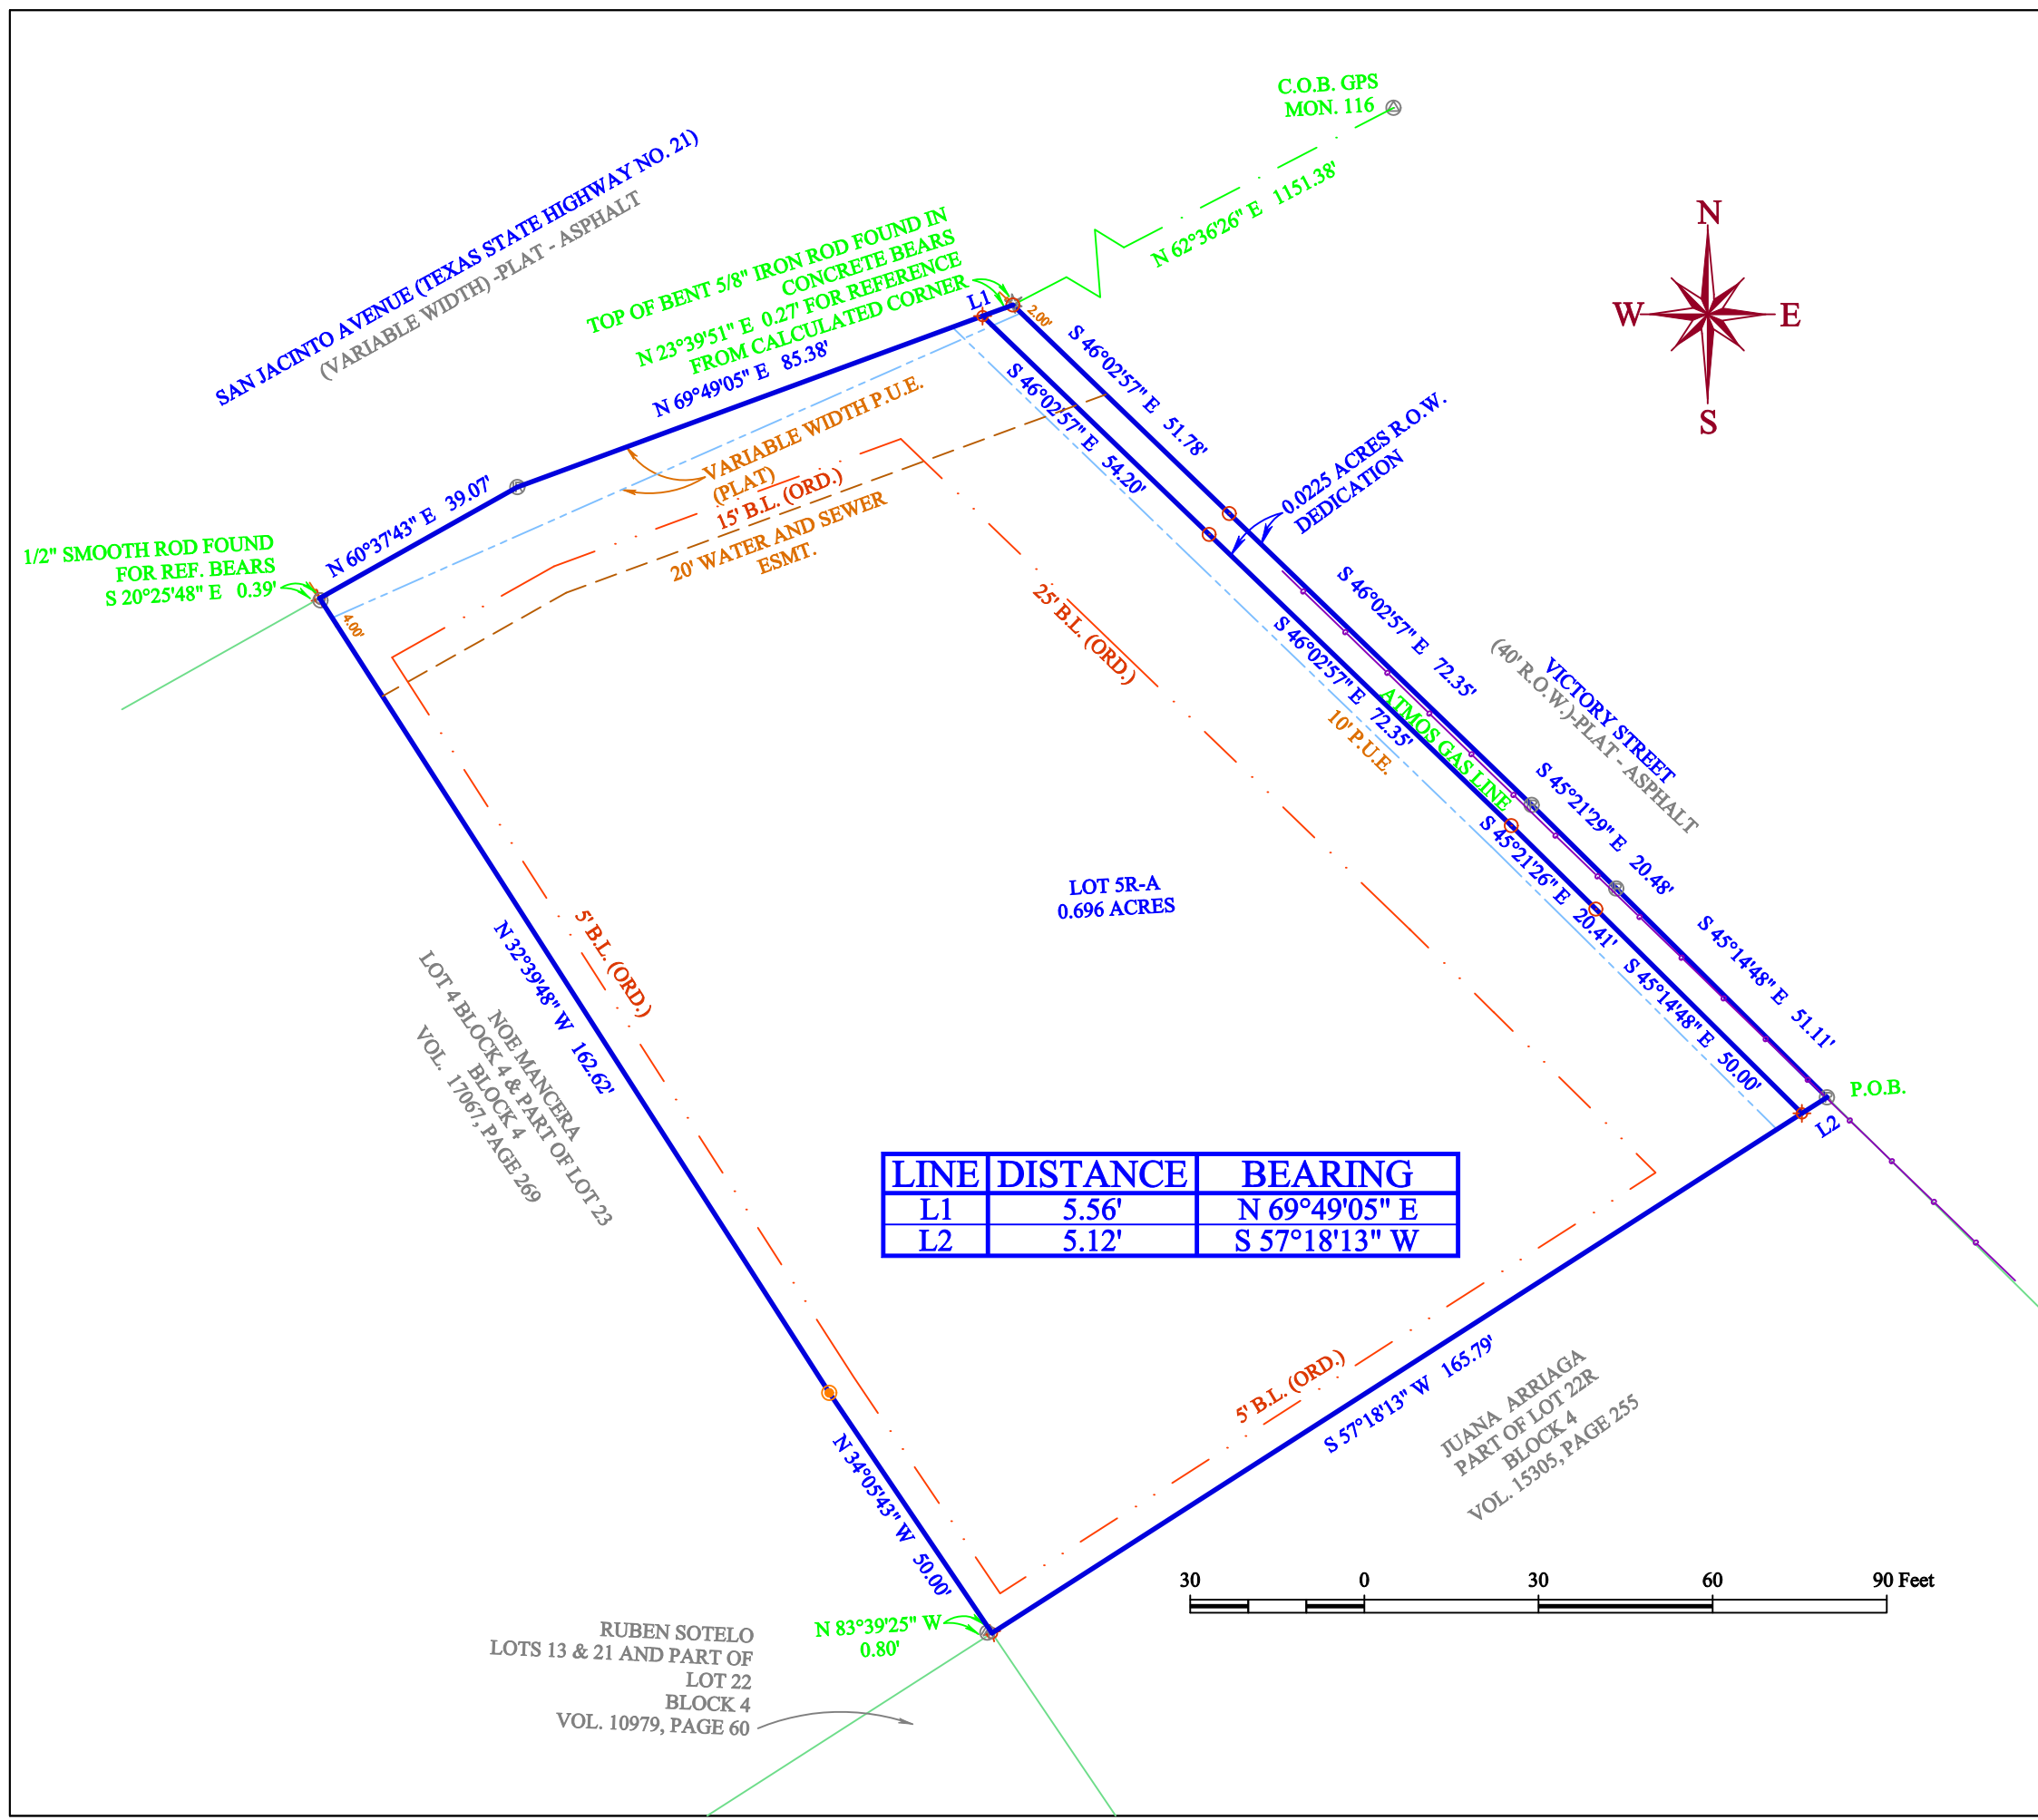 C.O.B. GPS
MON. 116
N 62°36'26" E 1151.38'
SAN JACINTO AVENUE (TEXAS STATE HIGHWAY NO. 21)
(VARIABLE WIDTH) -PLAT - ASPHALT
TOP OF BENT 5/8" IRON ROD FOUND IN
CONCRETE BEARS
N 23°39'51" E 0.27' FOR REFERENCE
FROM CALCULATED CORNER
N
W
E
S
L1
2.00'
N 69°49'05" E 85.38'
S 46°02'57" E 51.78'
S 46°02'57" E 54.20'
0.0225 ACRES R.O.W.
DEDICATION
VARIABLE WIDTH P.U.E.
(PLAT)
15' B.L. (ORD.)
20' WATER AND SEWER
ESMT.
N 60°37'43" E 39.07'
1/2" SMOOTH ROD FOUND
FOR REF. BEARS
S 20°25'48" E 0.39'
4.00'
25' B.L. (ORD.)
S 46°02'57" E 72.35'
S 46°02'57" E 72.35'
ATMOS GAS LINE
10' P.U.E.
VICTORY STREET
(40' R.O.W.)-PLAT - ASPHALT
S 45°21'29" E 20.48'
S 45°21'26" E 20.41'
LOT 5R-A
0.696 ACRES
S 45°14'48" E 51.11'
S 45°14'48" E 50.00'
P.O.B.
L2
5' B.L. (ORD.)
N 32°39'48" W 162.62'
NOE MANCERA
LOT 4 BLOCK 4 & PART OF LOT 23
BLOCK 4
VOL. 17067, PAGE 269
LINE DISTANCE BEARING
L1 5.56' N 69°49'05" E
L2 5.12' S 57°18'13" W
5' B.L. (ORD.)
S 57°18'13" W 165.79'
JUANA ARRIAGA
PART OF LOT 22R
BLOCK 4
VOL. 15305, PAGE 255
N 34°05'43" W 50.00'
30 0 30 60 90 Feet
N 83°39'25" W
0.80'
RUBEN SOTELO
LOTS 13 & 21 AND PART OF
LOT 22
BLOCK 4
VOL. 10979, PAGE 60